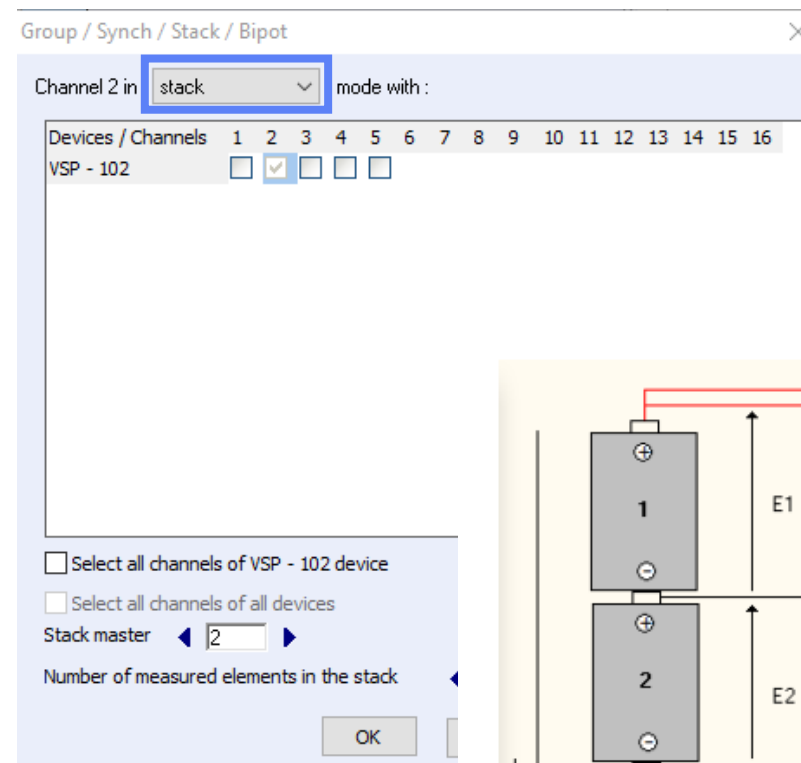 Group / Synch / Stack / Bipot
Channel 2 in stack mode with :
Devices / Channels 1 2 3 4 5 6 7 8 9 10 11 12 13 14 15 16
VSP - 102
Select all channels of VSP - 102 device
Select all channels of all devices
Stack master 2
Number of measured elements in the stack
OK
1
E1
2
E2